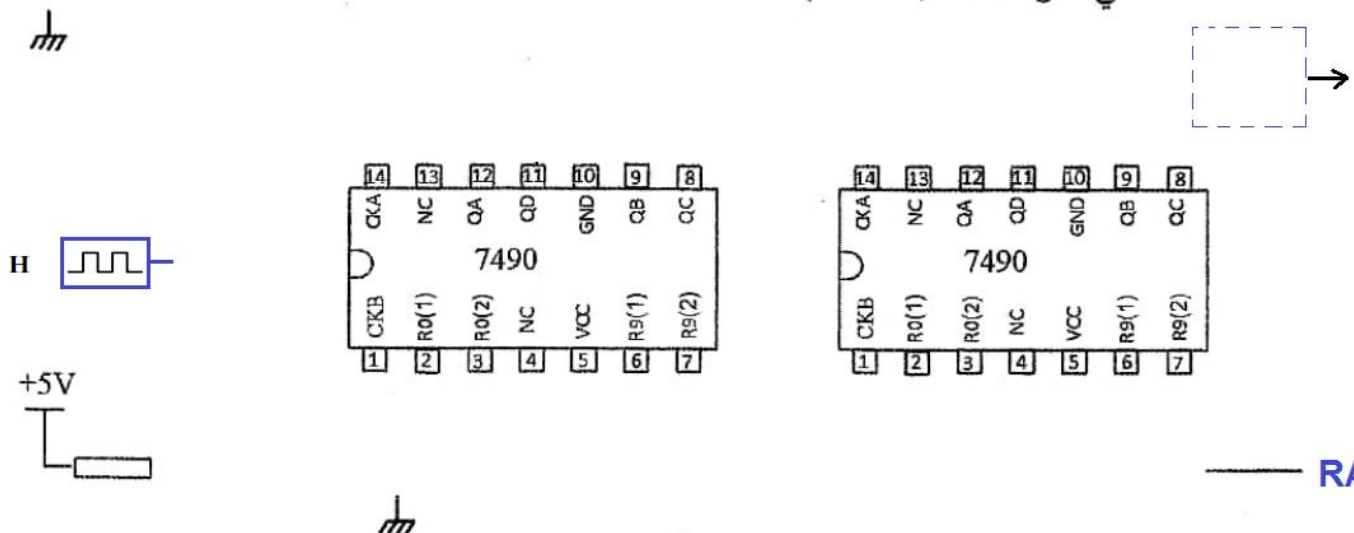 14 13 12 11 10 9 8
CKA NC QA QD GND QB QC
7490
CKB R0(1) R0(2) NC VCC R9(1) R9(2)
1 2 3 4 5 6 7
14 13 12 11 10 9 8
CKA NC QA QD GND QB QC
7490
CKB R0(1) R0(2) NC VCC R9(1) R9(2)
1 2 3 4 5 6 7
H
+5V
RA